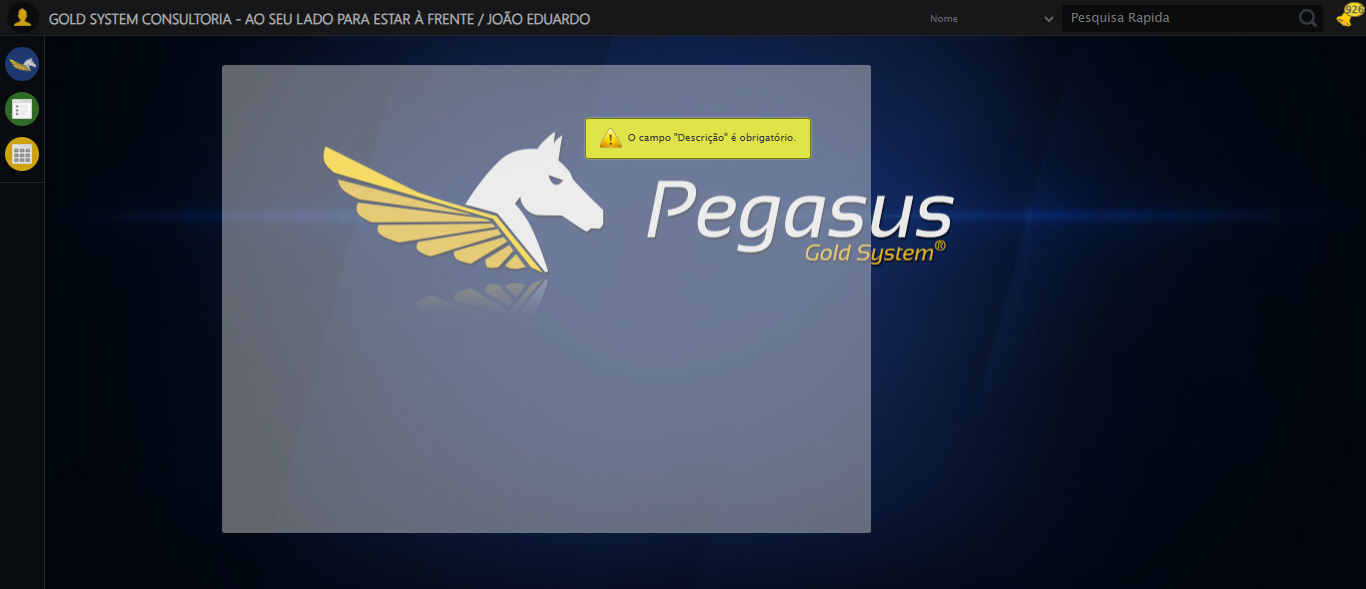 GOLD SYSTEM CONSULTORIA - AO SEU LADO PARA ESTAR À FRENTE / JOÃO EDUARDO
Nome
Pesquisa Rapida
926
O campo "Descrição" é obrigatório.
Pegasus
Gold System®